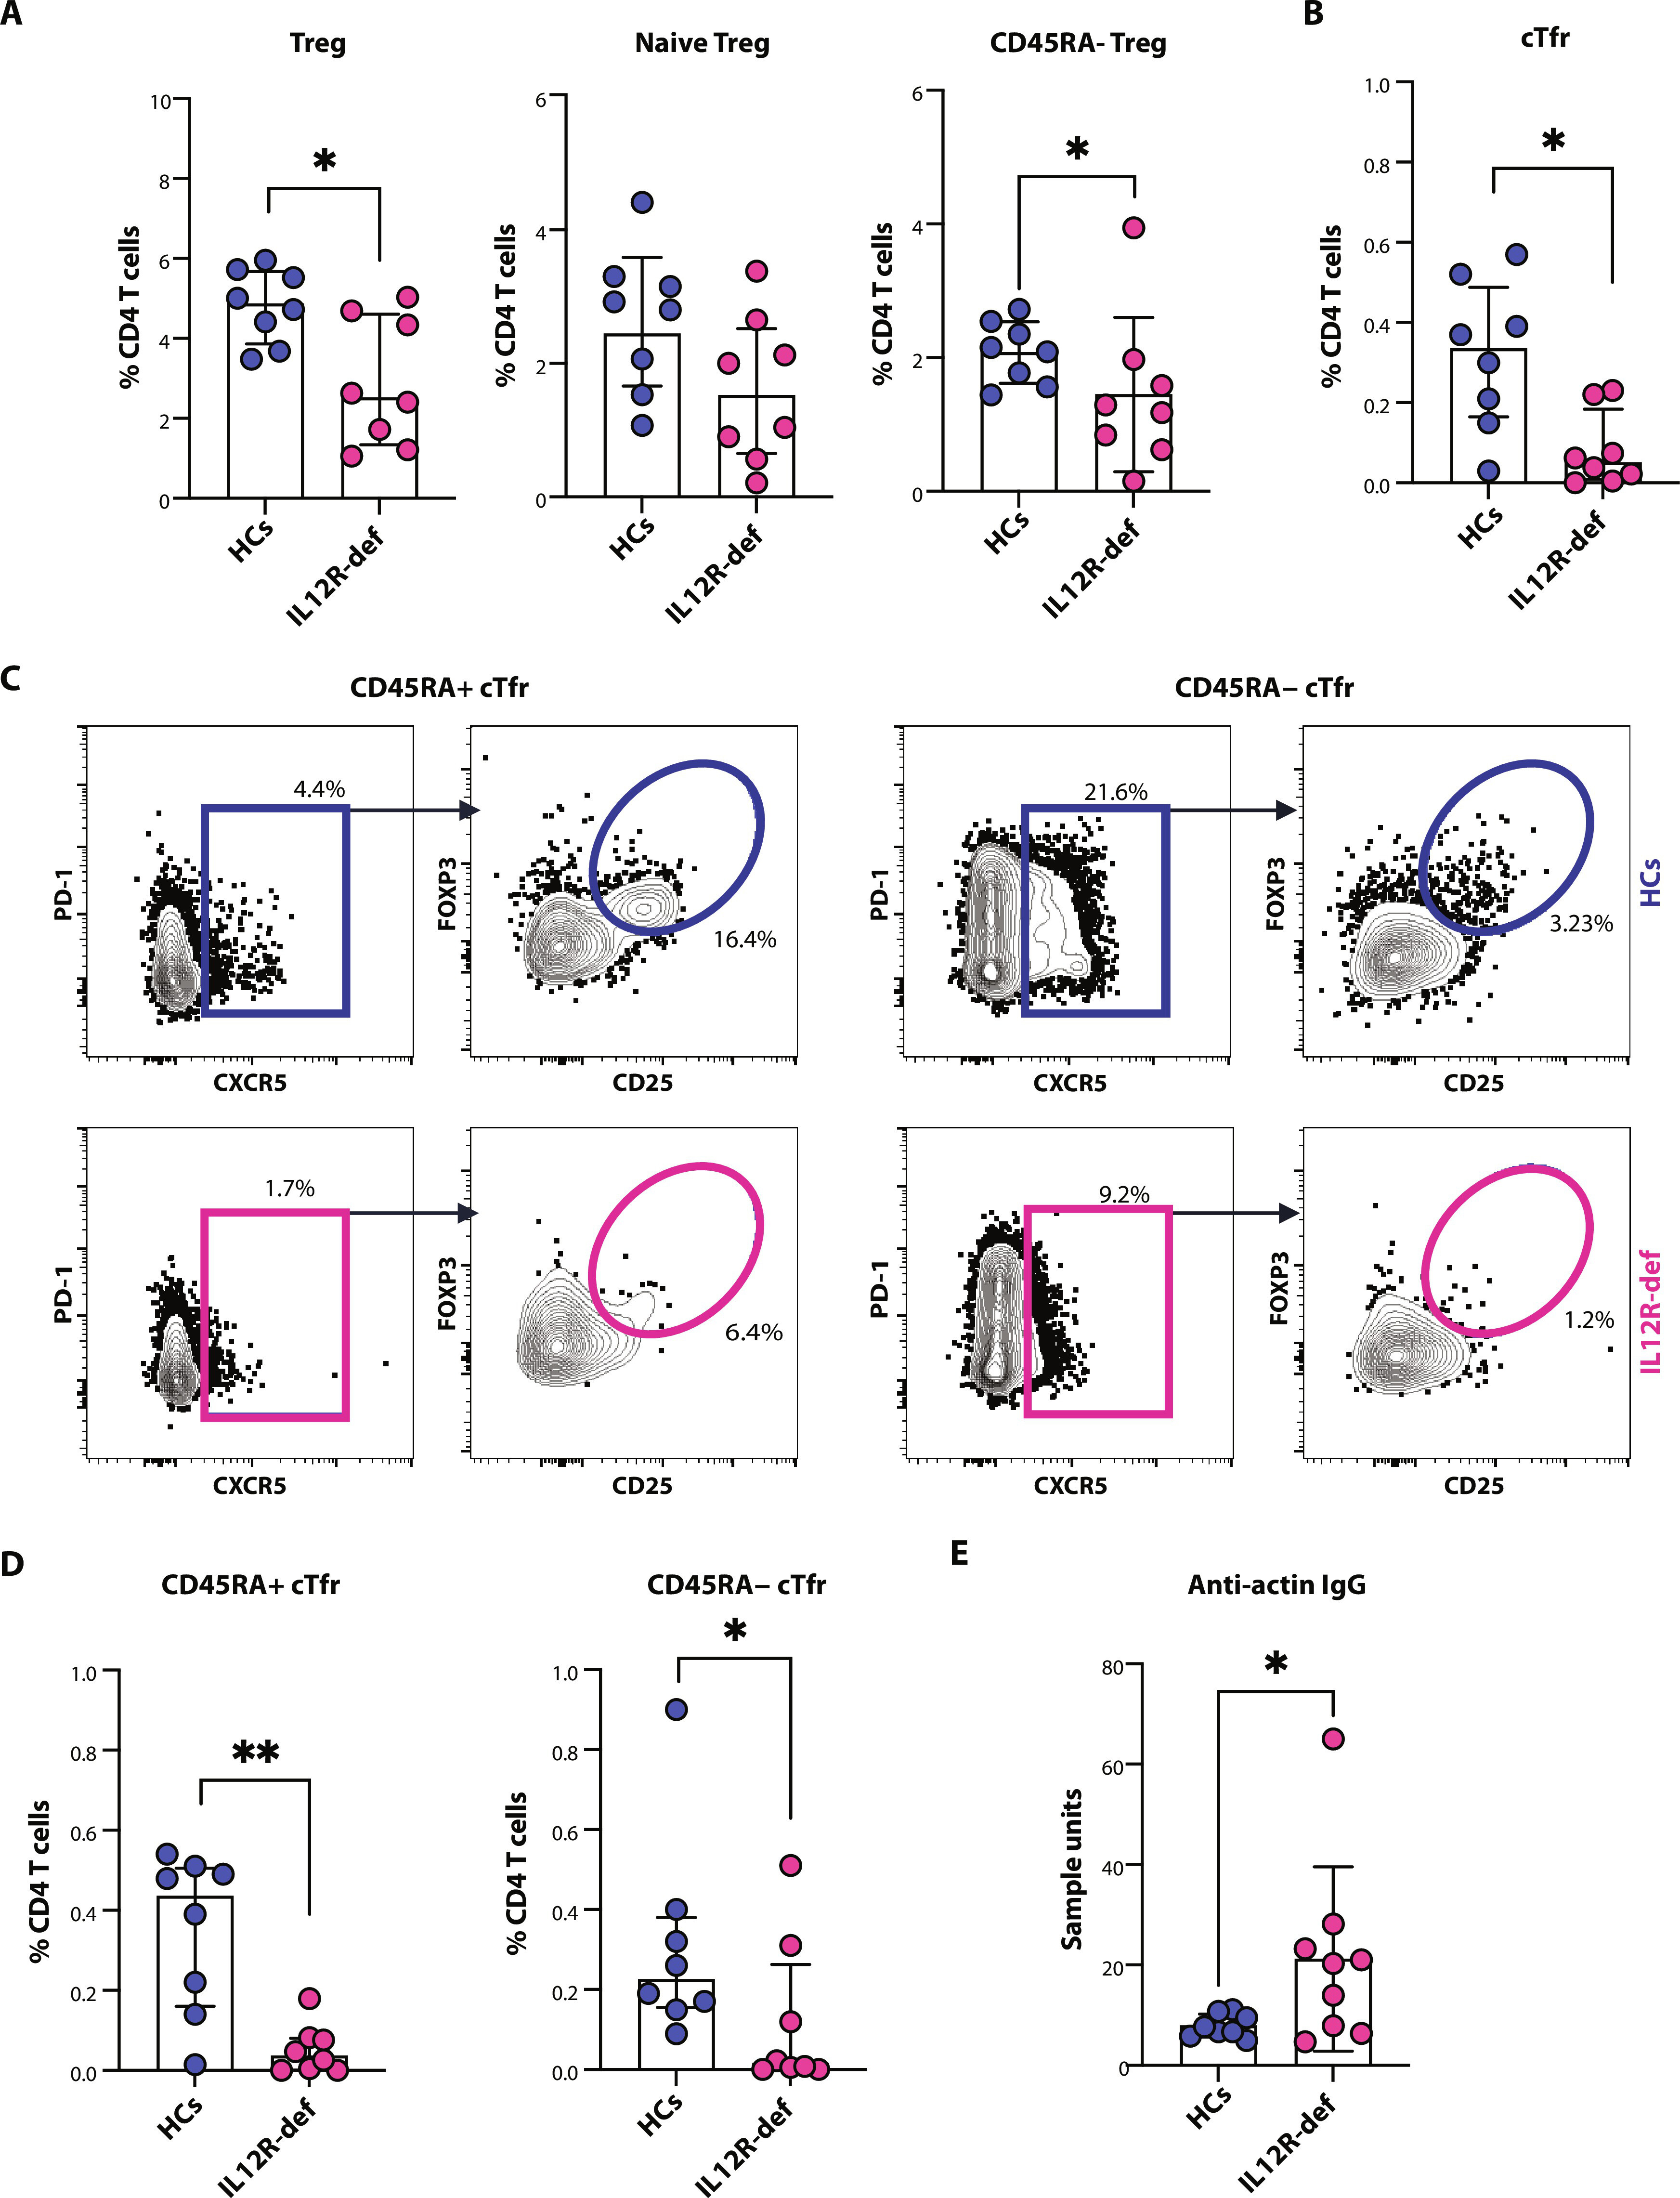 A
B
Treg
Naive Treg
CD45RA- Treg
cTfr
% CD4 T cells
10
8
6
4
2
0
*
HCs
IL12R-def
% CD4 T cells
6
4
2
0
HCs
IL12R-def
% CD4 T cells
6
4
2
0
*
HCs
IL12R-def
% CD4 T cells
1.0
0.8
0.6
0.4
0.2
0.0
*
HCs
IL12R-def
C
CD45RA+ cTfr
CD45RA– cTfr
PD-1
4.4%
CXCR5
FOXP3
16.4%
CD25
PD-1
21.6%
CXCR5
FOXP3
3.23%
CD25
HCs
PD-1
1.7%
CXCR5
FOXP3
6.4%
CD25
PD-1
9.2%
CXCR5
FOXP3
1.2%
CD25
IL12R-def
D
E
CD45RA+ cTfr
CD45RA– cTfr
Anti-actin IgG
% CD4 T cells
1.0
0.8
0.6
0.4
0.2
0.0
**
HCs
IL12R-def
% CD4 T cells
1.0
0.8
0.6
0.4
0.2
0.0
*
HCs
IL12R-def
Sample units
80
60
40
20
0
*
HCs
IL12R-def